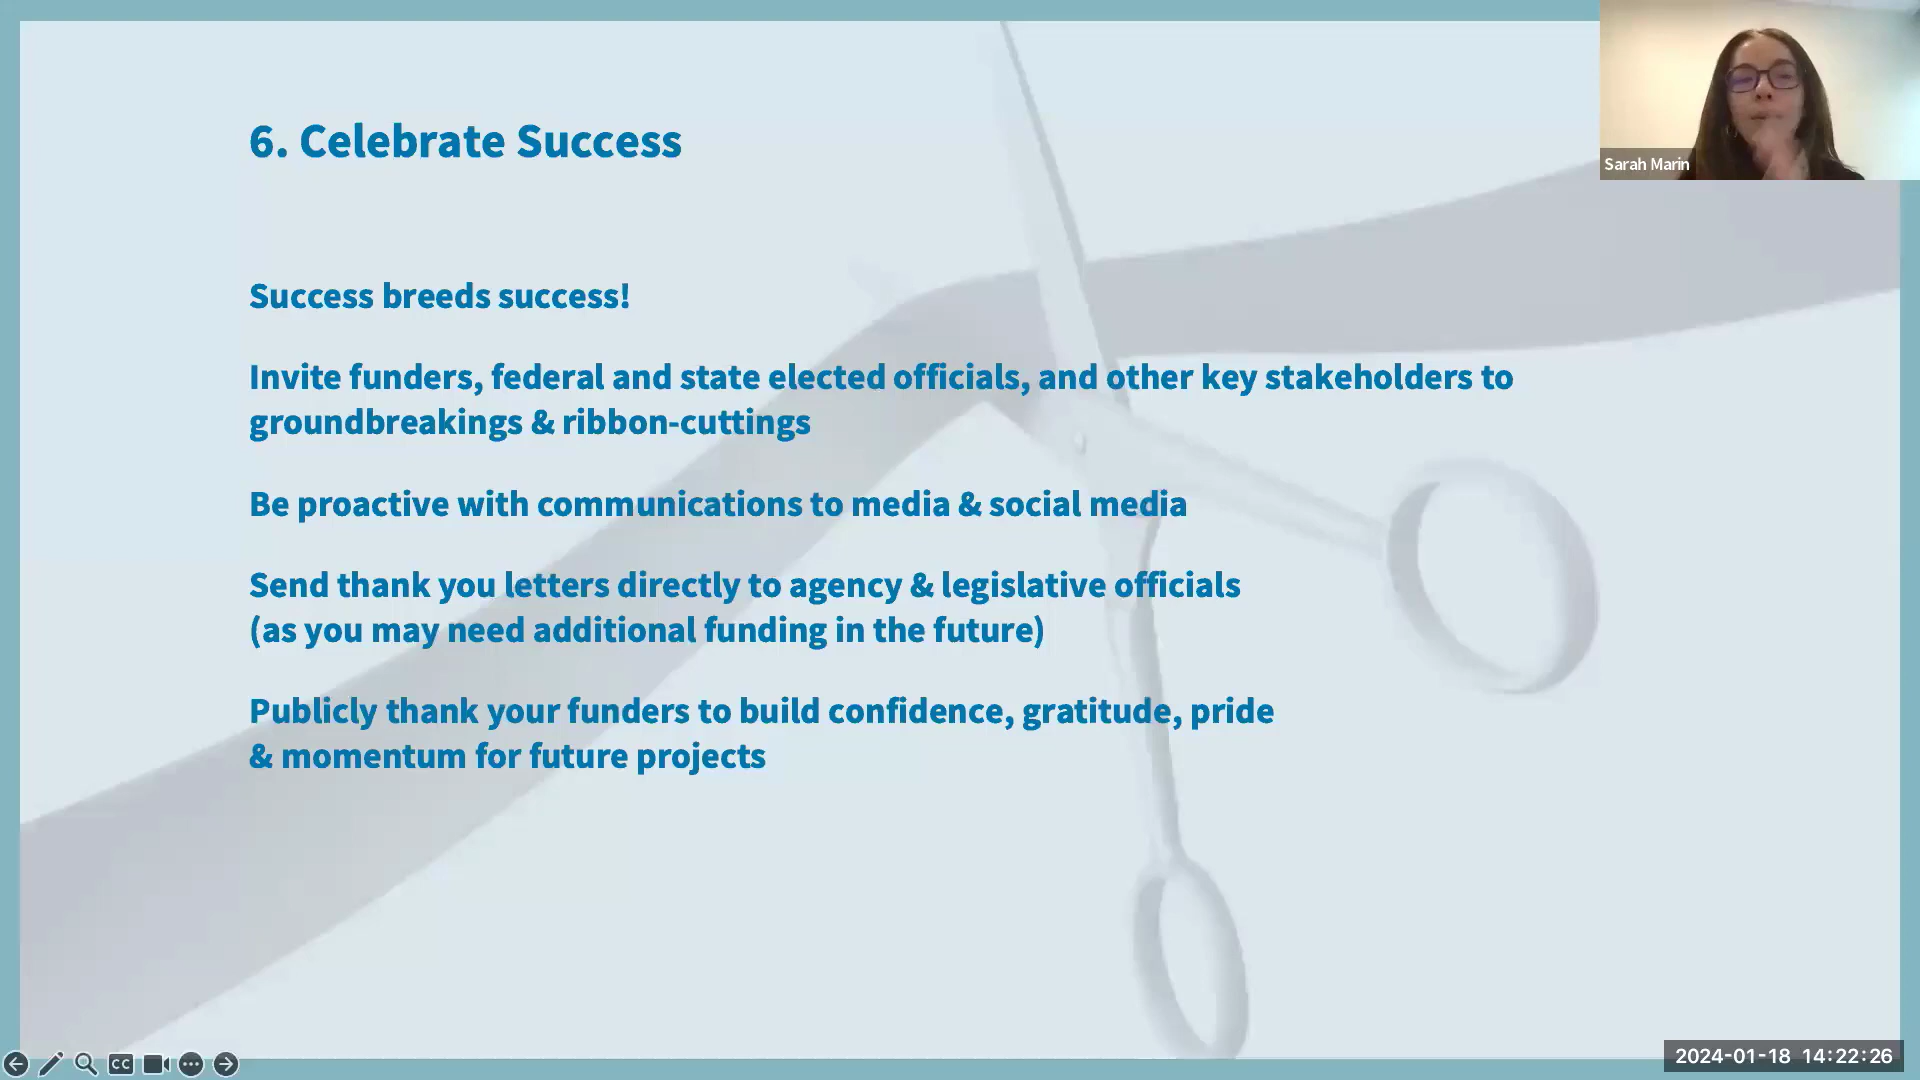 6. Celebrate Success
Sarah Marin
Success breeds success!
Invite funders, federal and state elected officials, and other key stakeholders to
groundbreakings & ribbon-cuttings
Be proactive with communications to media & social media
Send thank you letters directly to agency & legislative officials
(as you may need additional funding in the future)
Publicly thank your funders to build confidence, gratitude, pride
& momentum for future projects
CC
2024-01-18 14:22:26